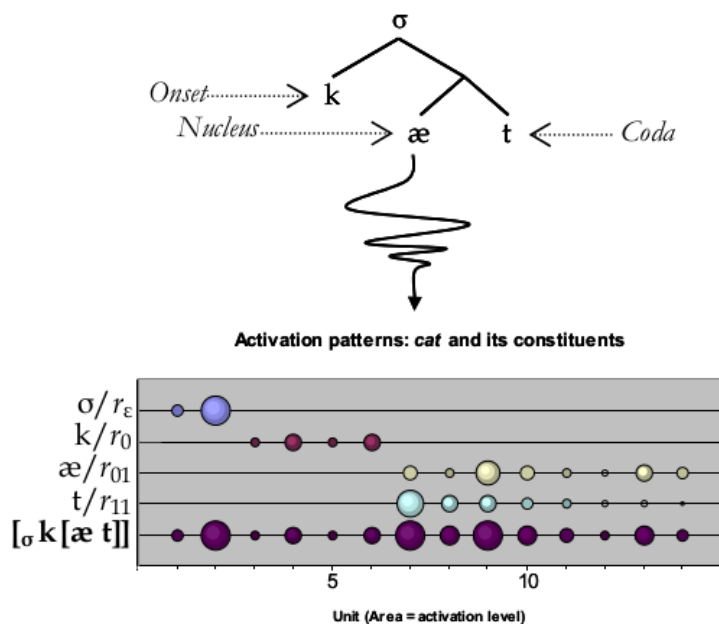 σ
Onset k
Nucleus æ t Coda
Activation patterns: cat and its constituents
σ/rε
k/r0
æ/r01
t/r11
[σ k [æ t]]
5 10
Unit (Area = activation level)